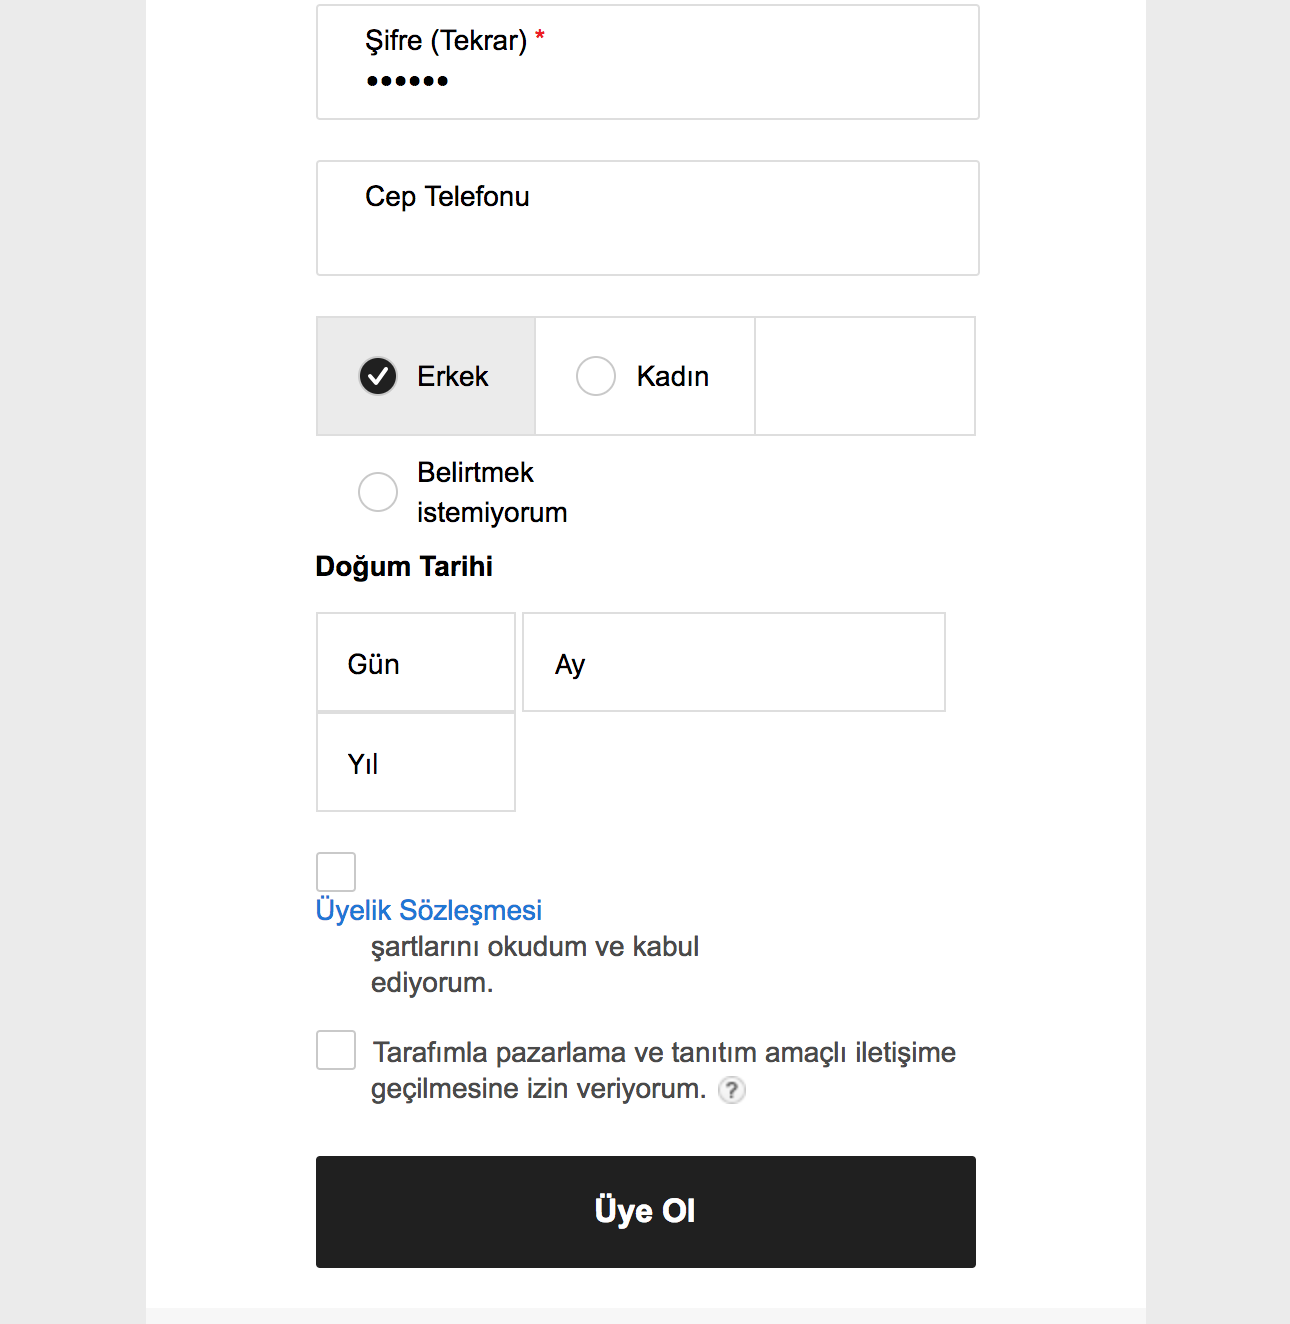 Şifre (Tekrar) *
••••••
Cep Telefonu
Erkek
Kadın
Belirtmek
istemiyorum
Doğum Tarihi
Gün
Ay
Yıl
Üyelik Sözleşmesi
şartlarını okudum ve kabul
ediyorum.
Tarafımla pazarlama ve tanıtım amaçlı iletişime
geçilmesine izin veriyorum. ?
Üye Ol